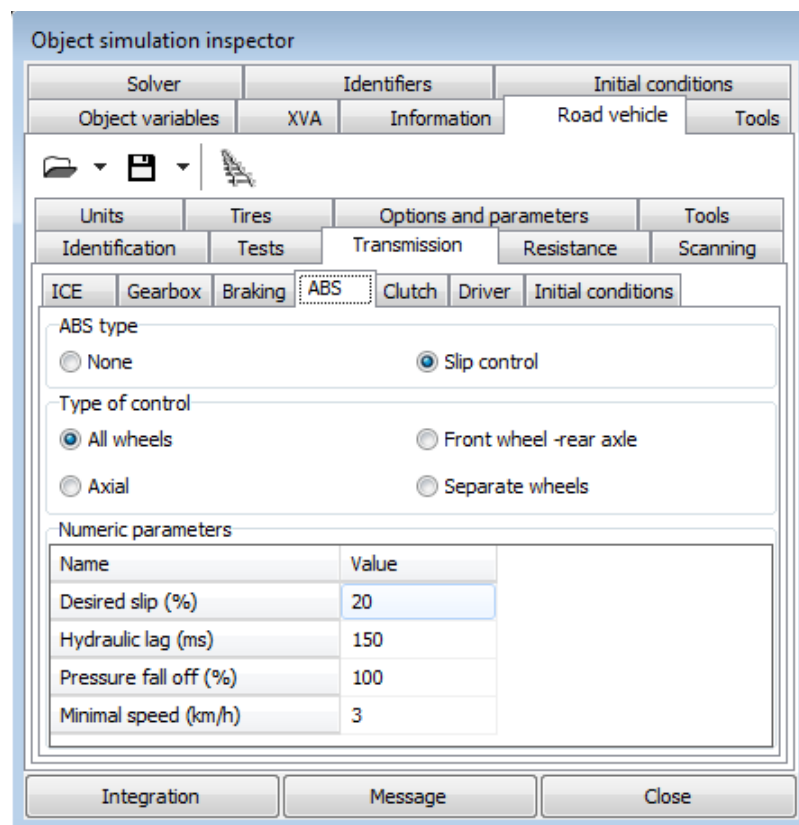 Object simulation inspector
Solver Identifiers Initial conditions
Object variables XVA Information Road vehicle Tools
Units Tires Options and parameters Tools
Identification Tests Transmission Resistance Scanning
ICE Gearbox Braking ABS Clutch Driver Initial conditions
ABS type
None Slip control
Type of control
All wheels Front wheel -rear axle
Axial Separate wheels
Numeric parameters
Name Value
Desired slip (%) 20
Hydraulic lag (ms) 150
Pressure fall off (%) 100
Minimal speed (km/h) 3
Integration Message Close